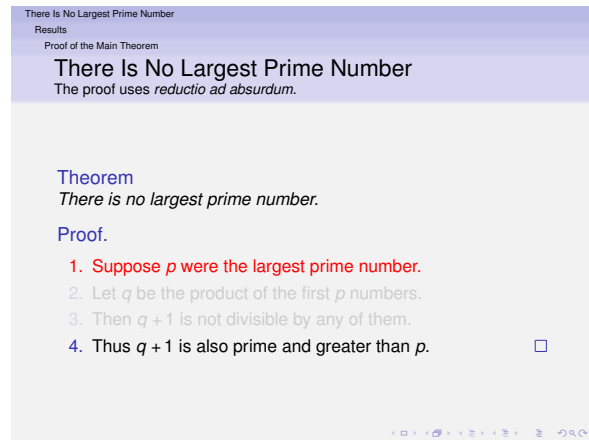 There Is No Largest Prime Number
Results
Proof of the Main Theorem
There Is No Largest Prime Number
The proof uses reductio ad absurdum.
Theorem
There is no largest prime number.
Proof.
1. Suppose p were the largest prime number.
2. Let q be the product of the first p numbers.
3. Then q + 1 is not divisible by any of them.
4. Thus q + 1 is also prime and greater than p. □